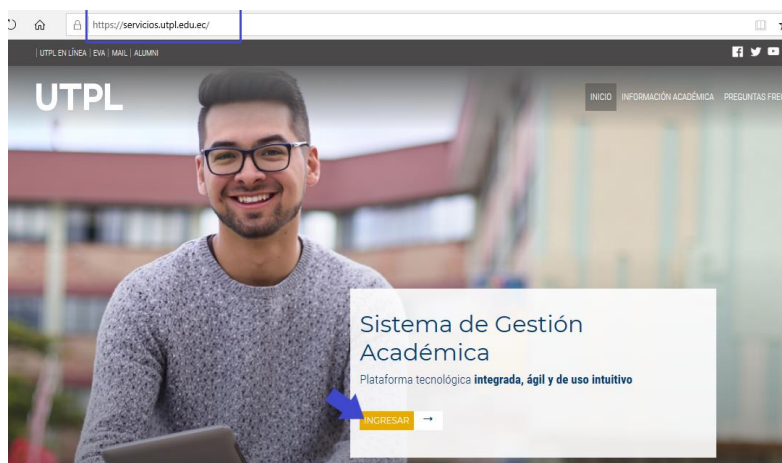 https://servicios.utpl.edu.ec/
| UTPL EN LÍNEA | EVA | MAIL | ALUMNI
UTPL
INICIO INFORMACIÓN ACADÉMICA PREGUNTAS FRE
Sistema de Gestión
Académica
Plataforma tecnológica integrada, ágil y de uso intuitivo
INGRESAR →